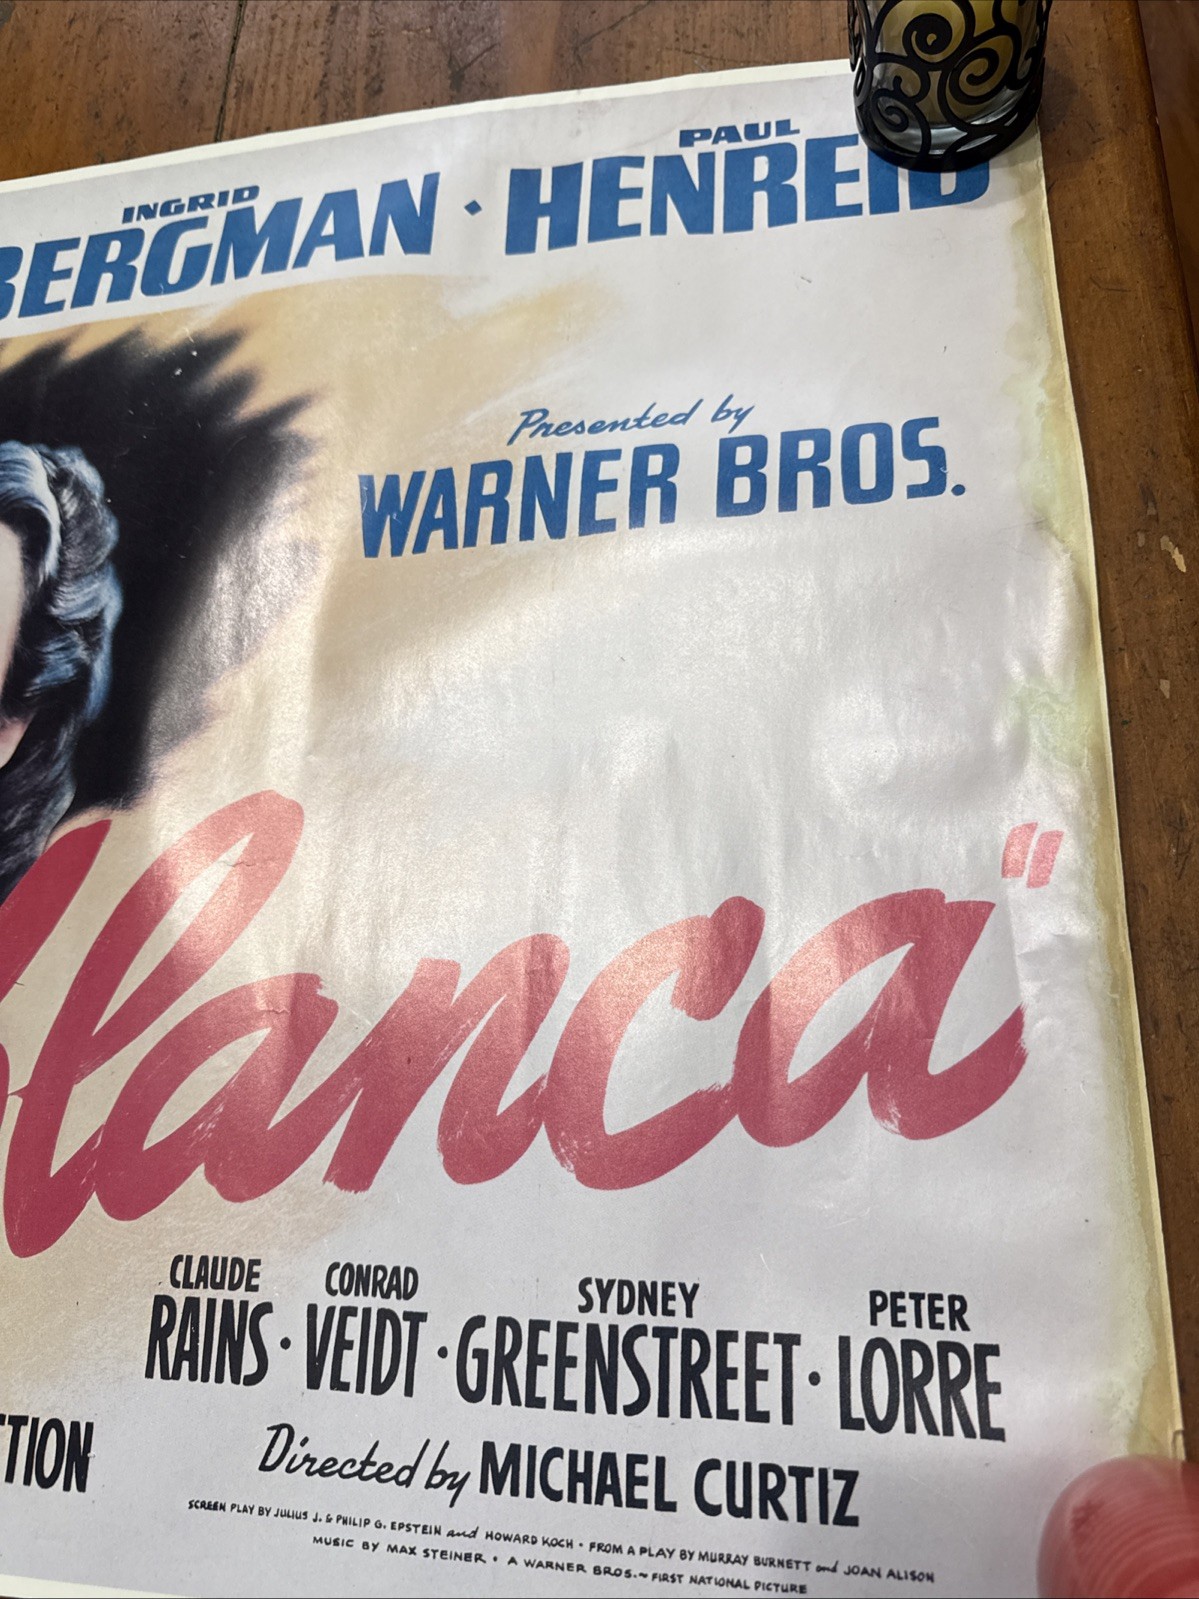 INGRID PAUL
BERGMAN · HENREID
Presented by
WARNER BROS.
lanca"
CLAUDE CONRAD SYDNEY PETER
RAINS · VEIDT · GREENSTREET · LORRE
TION
Directed by MICHAEL CURTIZ
SCREEN PLAY BY JULIUS J. & PHILIP G. EPSTEIN and HOWARD KOCH · FROM A PLAY BY MURRAY BURNETT and JOAN ALISON
MUSIC BY MAX STEINER · A WARNER BROS.~FIRST NATIONAL PICTURE